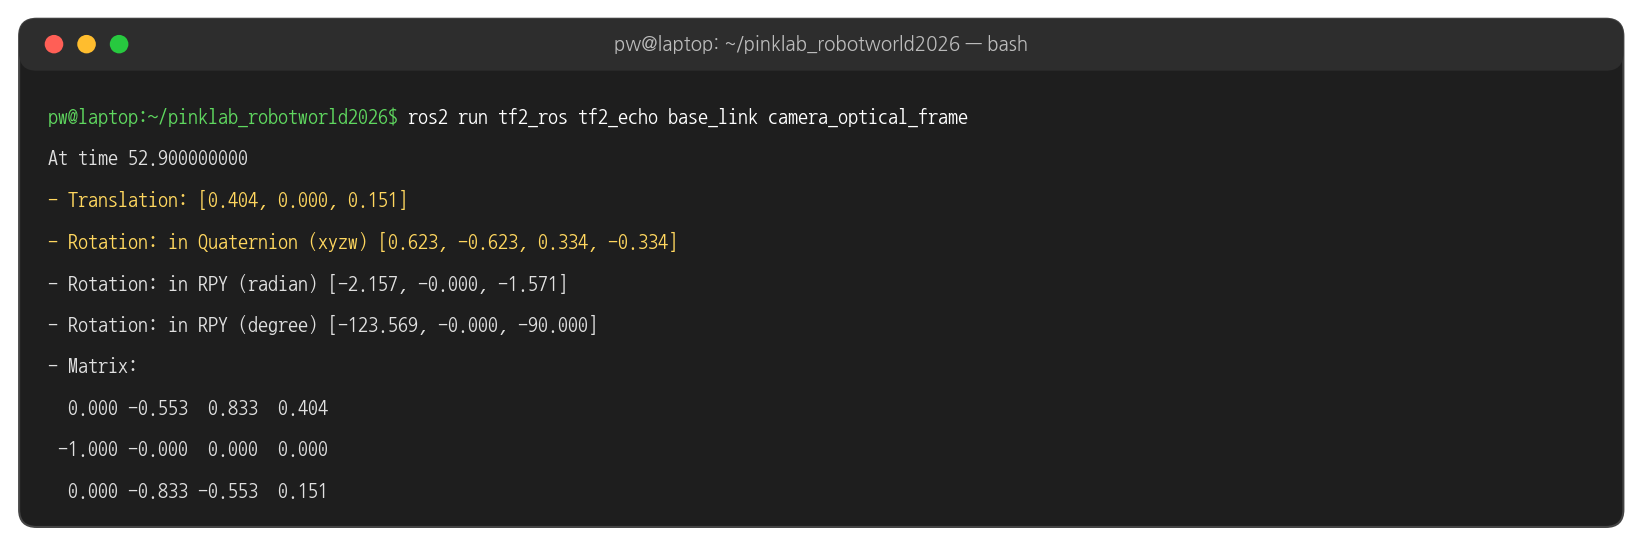 pw@laptop: ~/pinklab_robotworld2026 — bash
pw@laptop:~/pinklab_robotworld2026$ ros2 run tf2_ros tf2_echo base_link camera_optical_frame
At time 52.900000000
- Translation: [0.404, 0.000, 0.151]
- Rotation: in Quaternion (xyzw) [0.623, -0.623, 0.334, -0.334]
- Rotation: in RPY (radian) [-2.157, -0.000, -1.571]
- Rotation: in RPY (degree) [-123.569, -0.000, -90.000]
- Matrix:
  0.000 -0.553  0.833  0.404
 -1.000 -0.000  0.000  0.000
  0.000 -0.833 -0.553  0.151